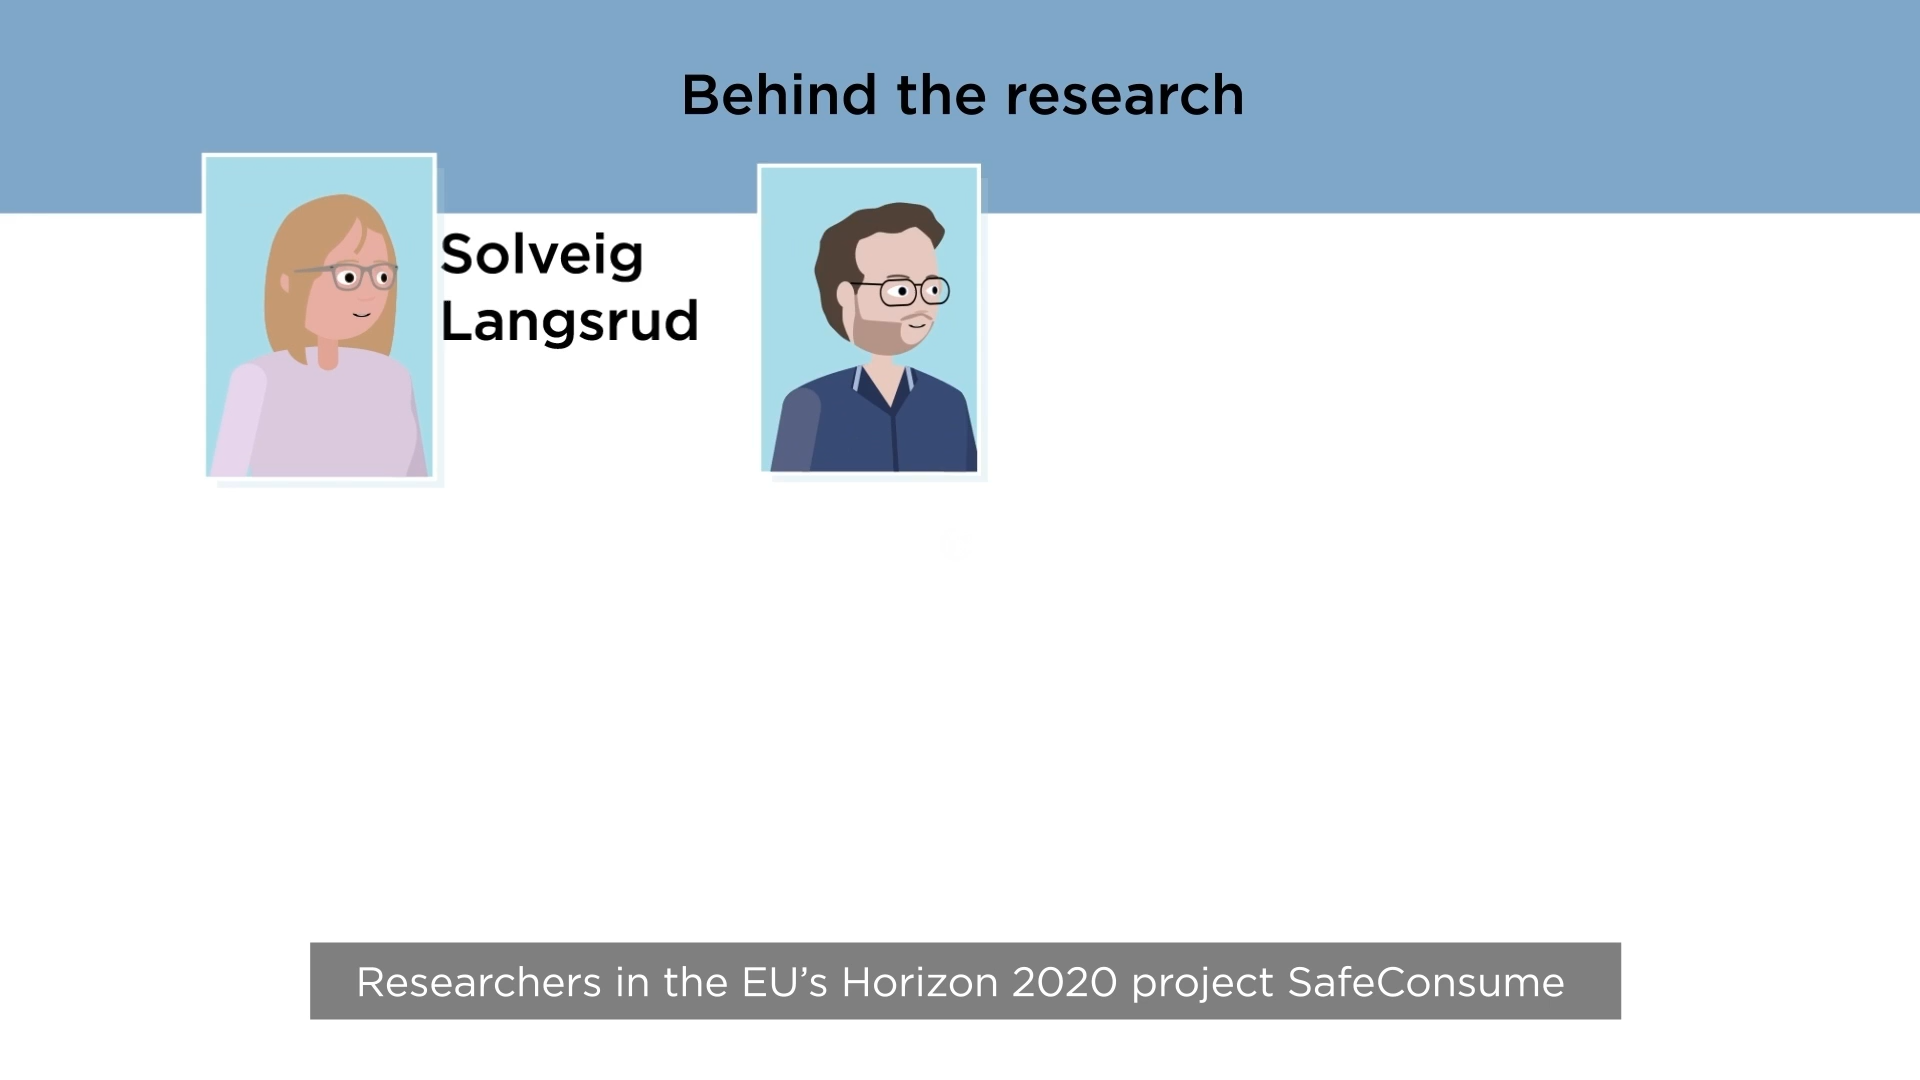 Behind the research
Solveig
Langsrud
Researchers in the EU’s Horizon 2020 project SafeConsume